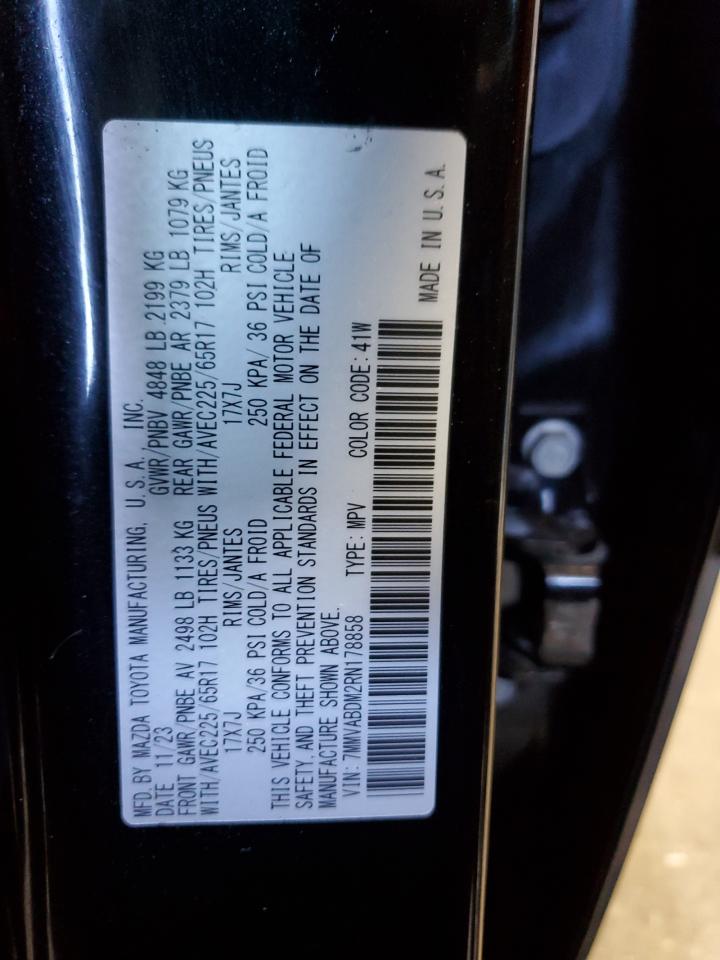 MFD. BY MAZDA TOYOTA MANUFACTURING, U.S.A., INC.
DATE 11/23 GVWR/PNBV 4848 LB 2199 KG
FRONT GAWR/PNBE AV 2498 LB 1133 KG REAR GAWR/PNBE AR 2379 LB 1079 KG
WITH/AVEC225/65R17 102H TIRES/PNEUS WITH/AVEC225/65R17 102H TIRES/PNEUS
17X7J RIMS/JANTES 17X7J RIMS/JANTES
250 KPA/36 PSI COLD/A FROID 250 KPA/ 36 PSI COLD/A FROID
THIS VEHICLE CONFORMS TO ALL APPLICABLE FEDERAL MOTOR VEHICLE
SAFETY, AND THEFT PREVENTION STANDARDS IN EFFECT ON THE DATE OF
MANUFACTURE SHOWN ABOVE.
VIN: 7MMVABDM2RN178858 TYPE: MPV COLOR CODE: 41W
MADE IN U.S.A.